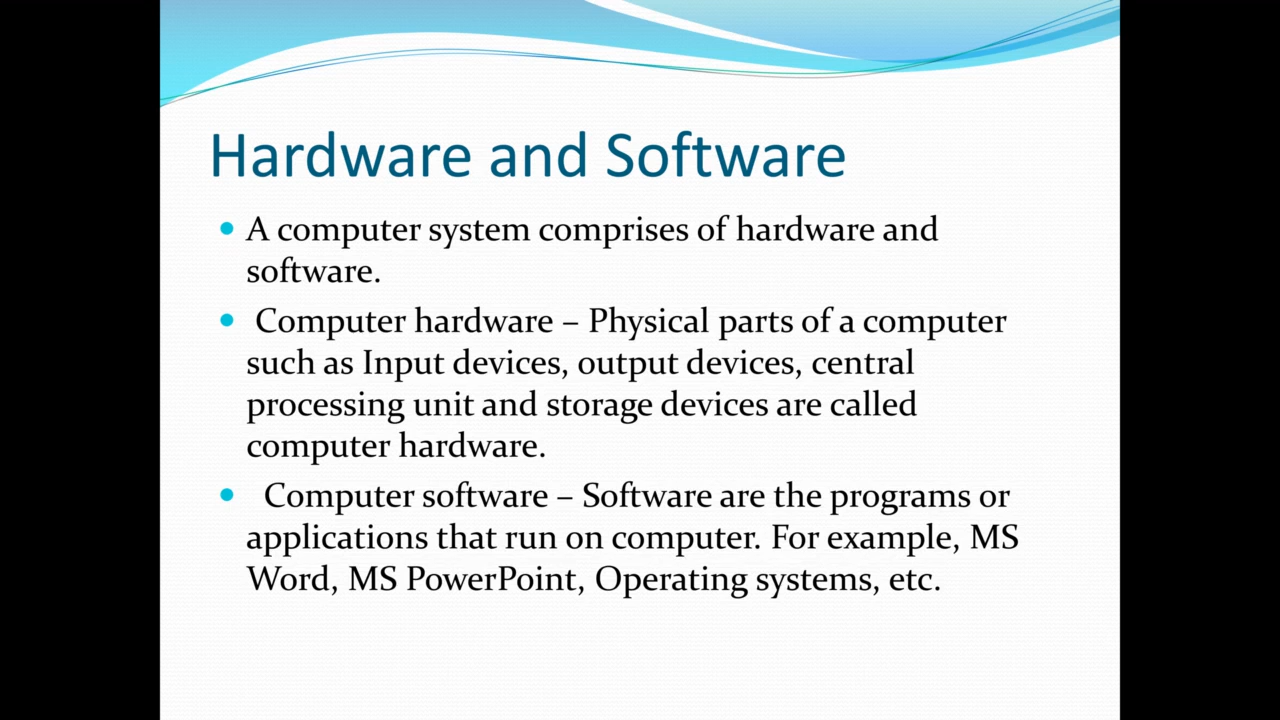 Hardware and Software
• A computer system comprises of hardware and
software.
• Computer hardware – Physical parts of a computer
such as Input devices, output devices, central
processing unit and storage devices are called
computer hardware.
• Computer software – Software are the programs or
applications that run on computer. For example, MS
Word, MS PowerPoint, Operating systems, etc.